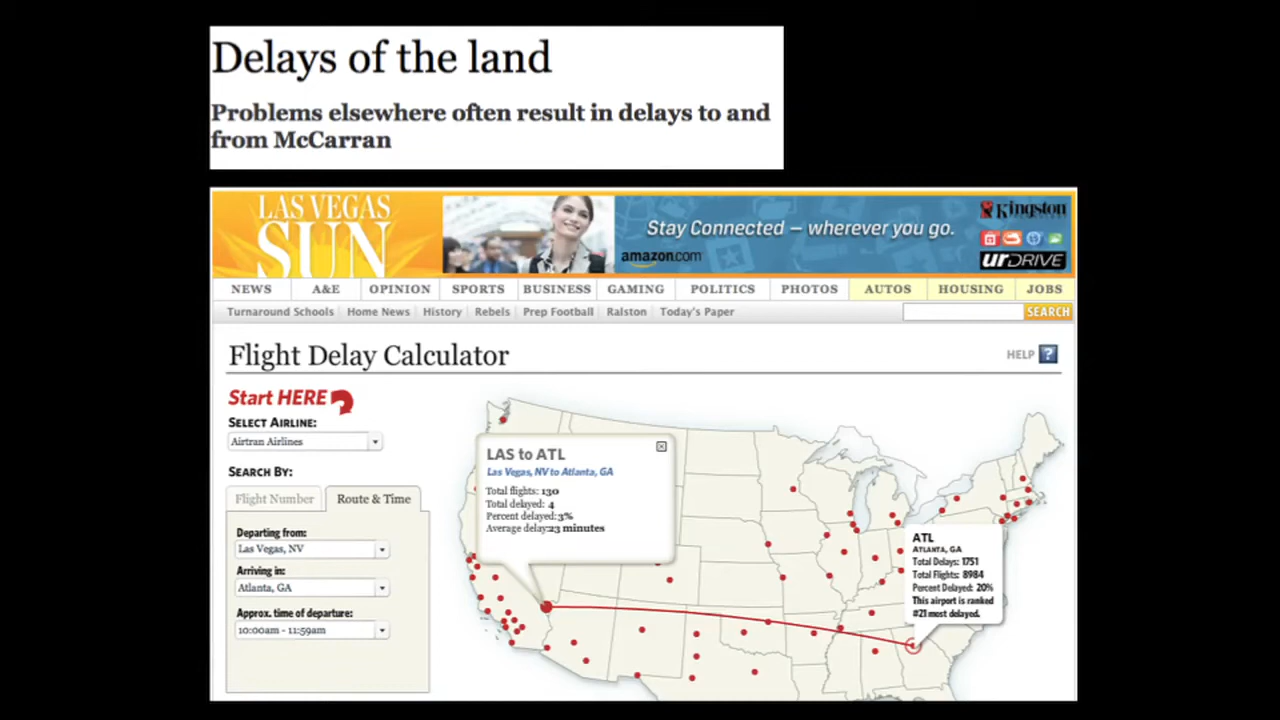 Delays of the land
Problems elsewhere often result in delays to and
from McCarran
LAS VEGAS
SUN
Stay Connected – wherever you go.
amazon.com
Kingston
urDRIVE
NEWS
A&E
OPINION
SPORTS
BUSINESS
GAMING
POLITICS
PHOTOS
AUTOS
HOUSING
JOBS
Turnaround Schools
Home News
History
Rebels
Prep Football
Ralston
Today's Paper
SEARCH
Flight Delay Calculator
HELP ?
Start HERE
SELECT AIRLINE:
Airtran Airlines
SEARCH BY:
Flight Number
Route & Time
Departing from:
Las Vegas, NV
Arriving in:
Atlanta, GA
Approx. time of departure:
10:00am - 11:59am
LAS to ATL
Las Vegas, NV to Atlanta, GA
Total flights: 130
Total delayed: 4
Percent delayed: 3%
Average delay:23 minutes
ATL
ATLANTA, GA
Total Delays: 1751
Total Flights: 8984
Percent Delayed: 20%
This airport is ranked
#21 most delayed.